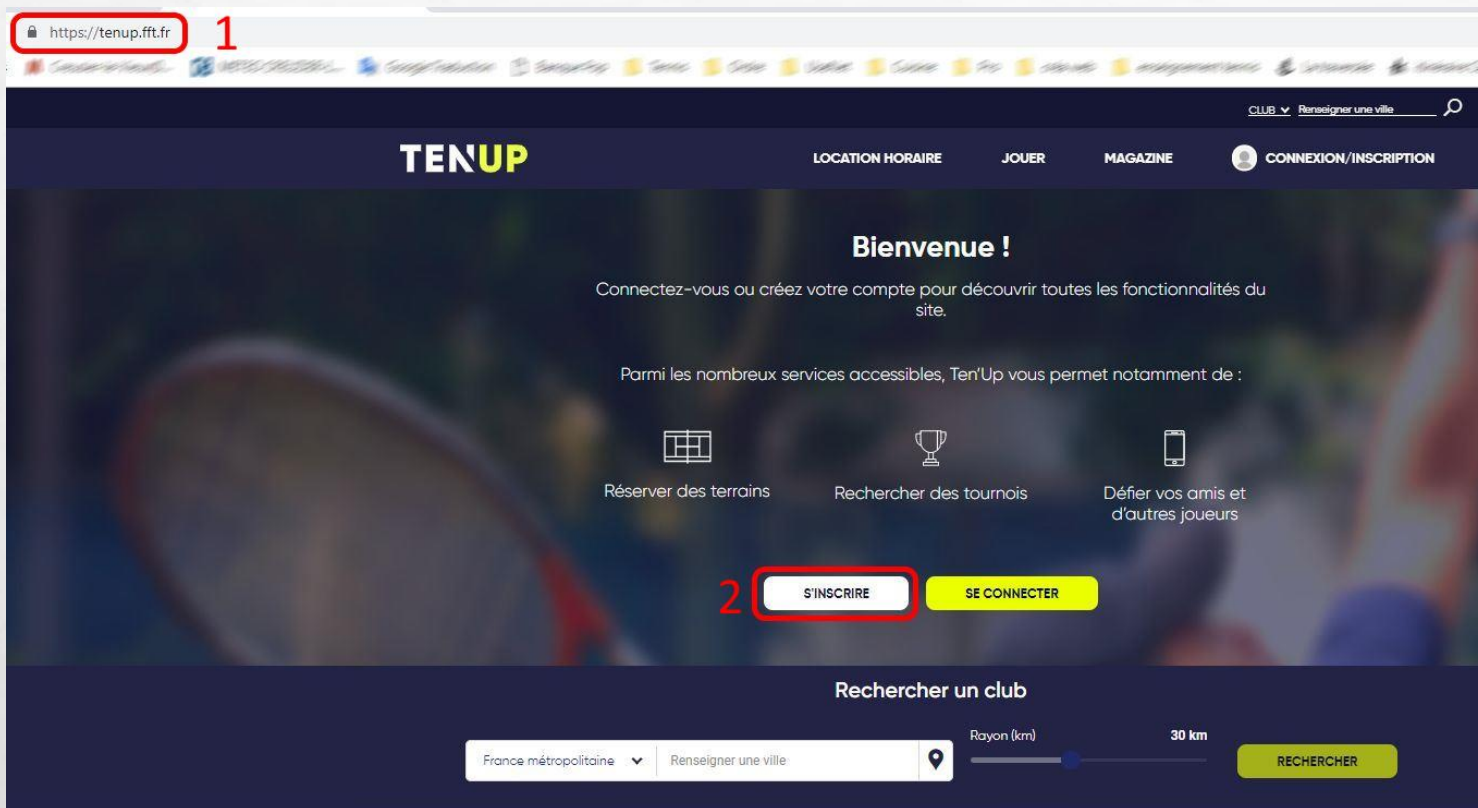 https://tenup.fft.fr
1
CLUB Renseigner une ville
TEN'UP
LOCATION HORAIRE JOUER MAGAZINE CONNEXION/INSCRIPTION
Bienvenue !
Connectez-vous ou créez votre compte pour découvrir toutes les fonctionnalités du
site.
Parmi les nombreux services accessibles, Ten'Up vous permet notamment de :
Réserver des terrains
Rechercher des tournois
Défier vos amis et
d'autres joueurs
2
S'INSCRIRE
SE CONNECTER
Rechercher un club
Rayon (km) 30 km
France métropolitaine Renseigner une ville
RECHERCHER